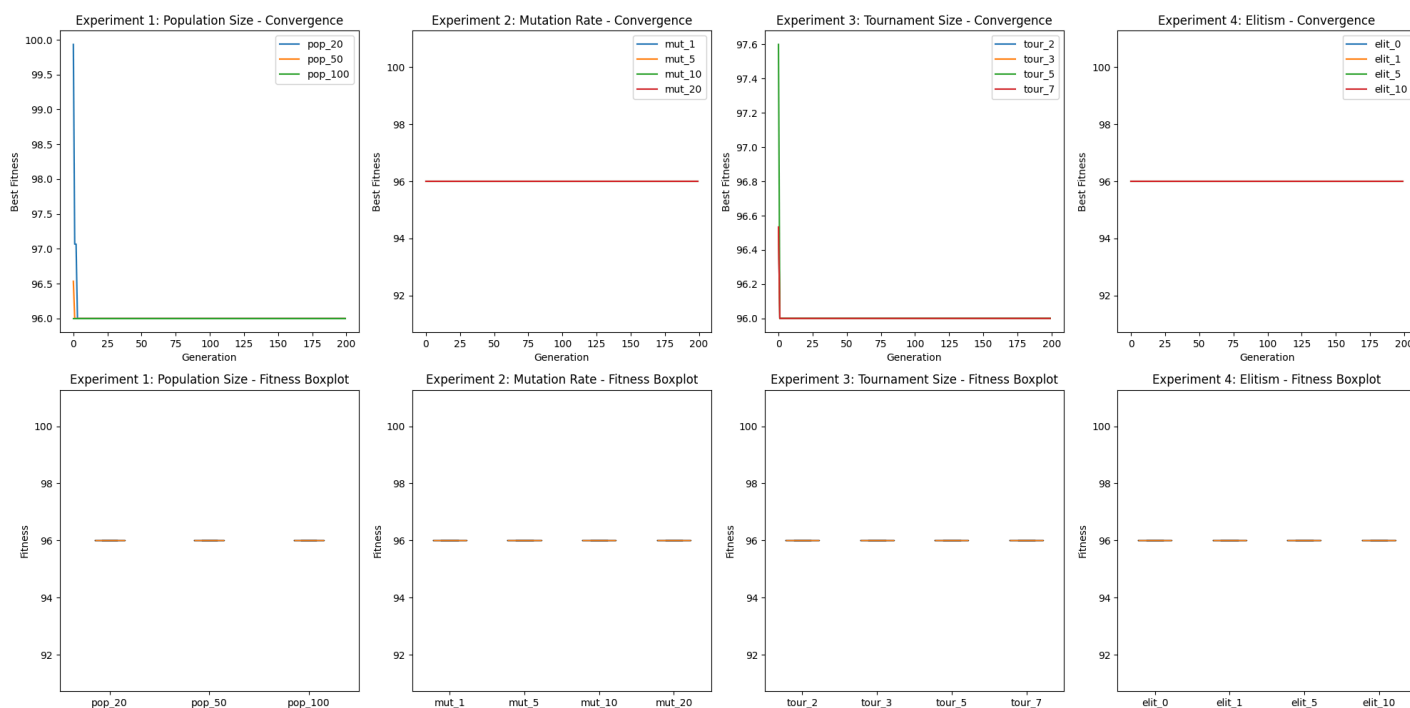 Experiment 1: Population Size - Convergence
100.0
99.5
99.0
98.5
98.0
97.5
97.0
96.5
96.0
Best Fitness
pop_20
pop_50
pop_100
0 25 50 75 100 125 150 175 200
Generation
Experiment 2: Mutation Rate - Convergence
100
98
96
94
92
Best Fitness
mut_1
mut_5
mut_10
mut_20
0 25 50 75 100 125 150 175 200
Generation
Experiment 3: Tournament Size - Convergence
97.6
97.4
97.2
97.0
96.8
96.6
96.4
96.2
96.0
Best Fitness
tour_2
tour_3
tour_5
tour_7
0 25 50 75 100 125 150 175 200
Generation
Experiment 4: Elitism - Convergence
100
98
96
94
92
Best Fitness
elit_0
elit_1
elit_5
elit_10
0 25 50 75 100 125 150 175 200
Generation
Experiment 1: Population Size - Fitness Boxplot
100
98
96
94
92
Fitness
pop_20 pop_50 pop_100
Experiment 2: Mutation Rate - Fitness Boxplot
100
98
96
94
92
Fitness
mut_1 mut_5 mut_10 mut_20
Experiment 3: Tournament Size - Fitness Boxplot
100
98
96
94
92
Fitness
tour_2 tour_3 tour_5 tour_7
Experiment 4: Elitism - Fitness Boxplot
100
98
96
94
92
Fitness
elit_0 elit_1 elit_5 elit_10